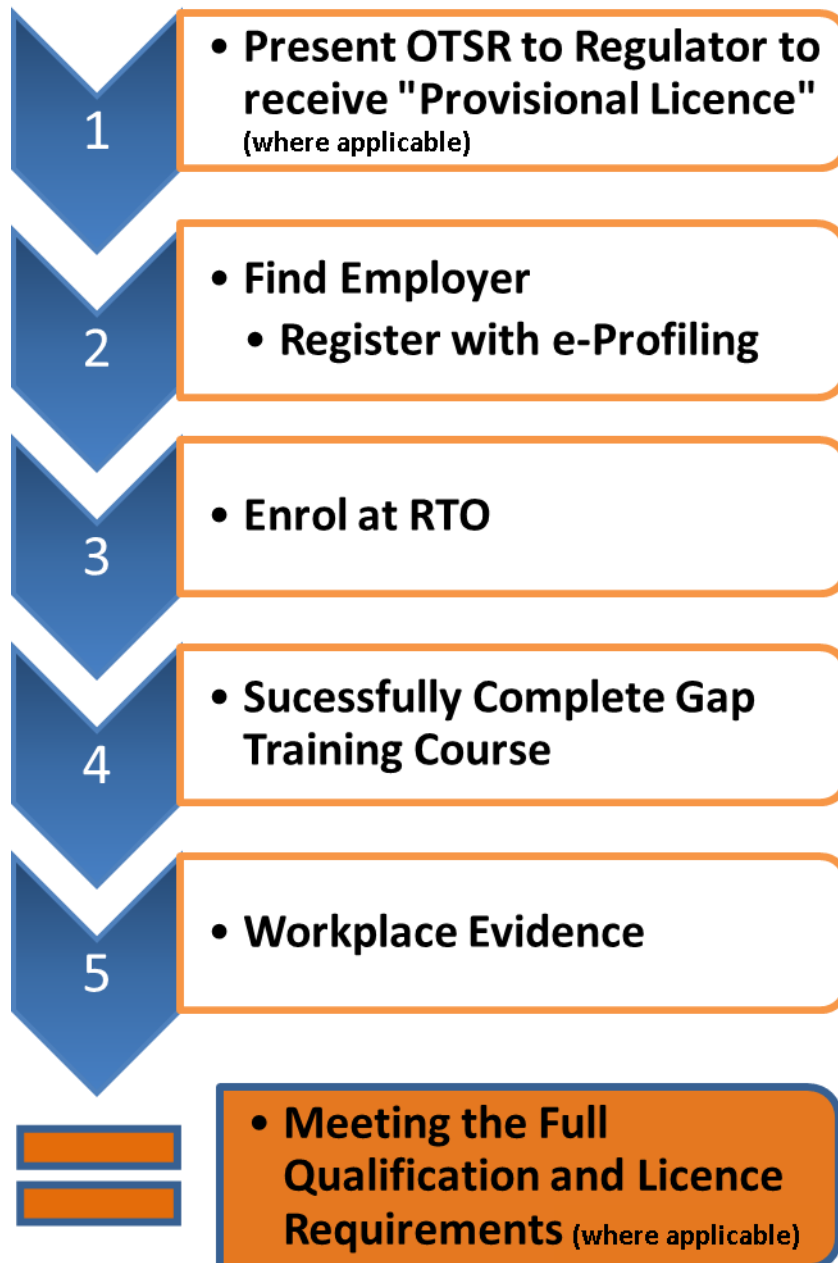 1
• Present OTSR to Regulator to
receive "Provisional Licence"
(where applicable)
2
• Find Employer
• Register with e-Profiling
3
• Enrol at RTO
4
• Sucessfully Complete Gap
Training Course
5
• Workplace Evidence
• Meeting the Full
Qualification and Licence
Requirements (where applicable)